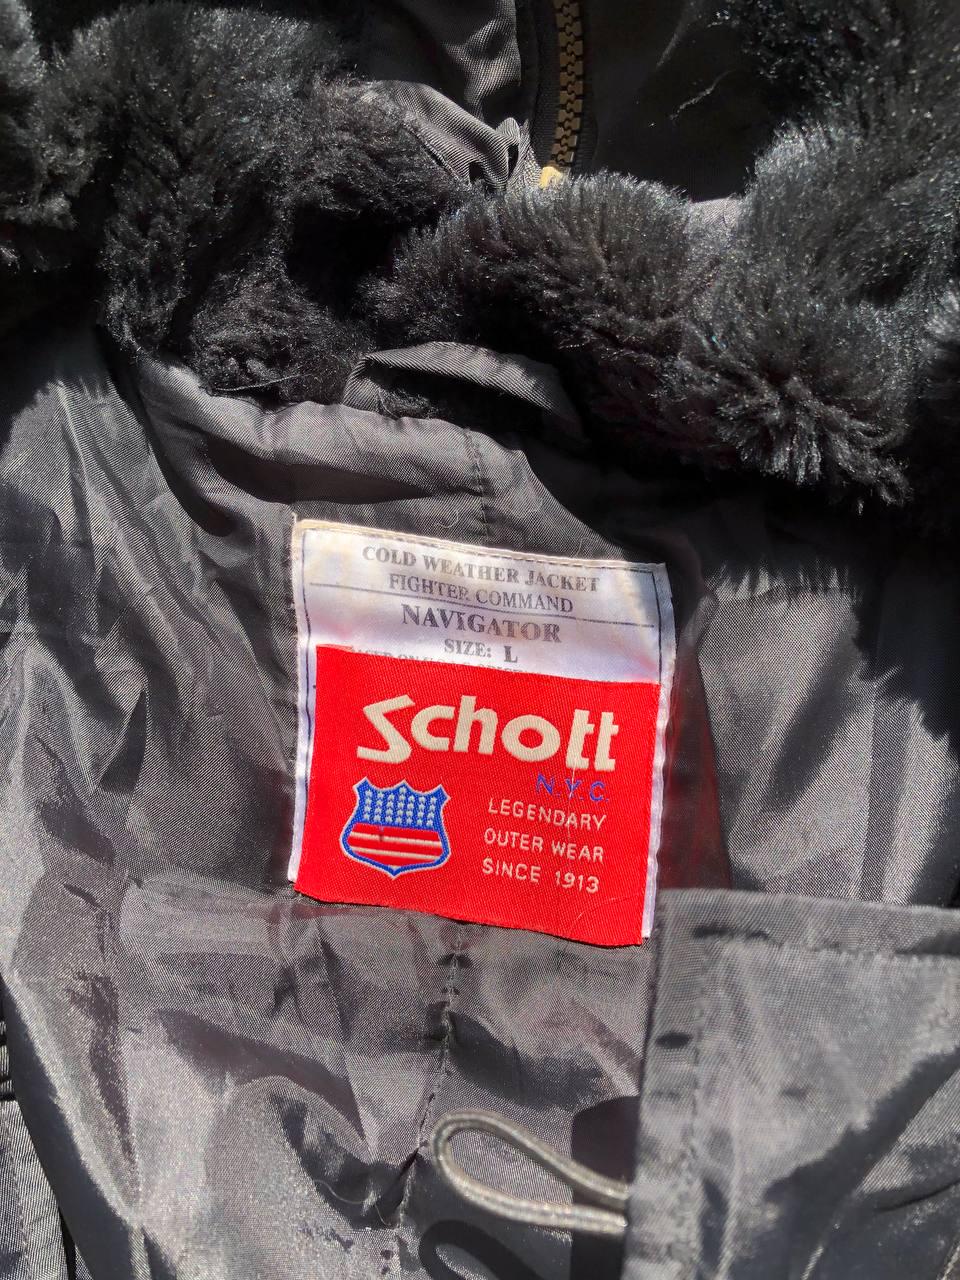 COLD WEATHER JACKET
FIGHTER COMMAND
NAVIGATOR
SIZE: L
Schott
N.Y.C.
LEGENDARY
OUTER WEAR
SINCE 1913